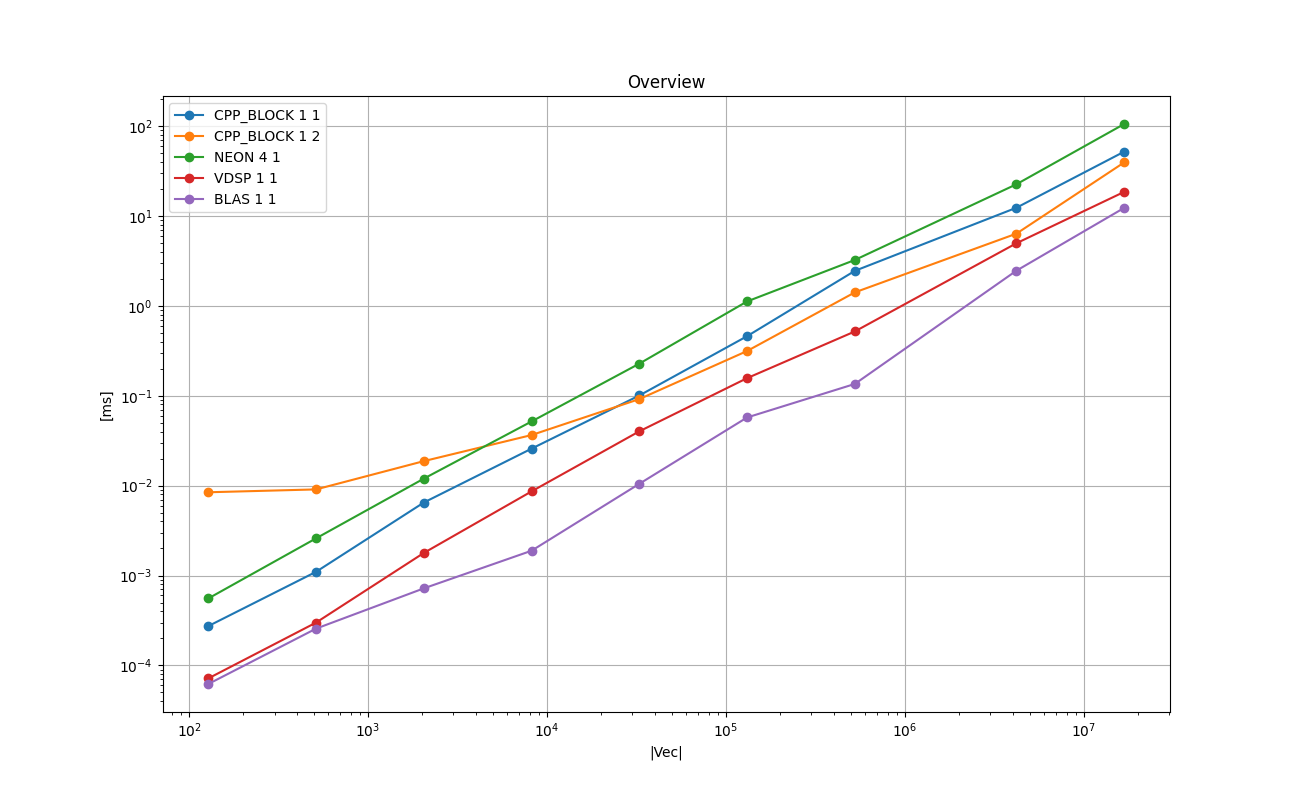 Overview
CPP_BLOCK 1 1
CPP_BLOCK 1 2
NEON 4 1
VDSP 1 1
BLAS 1 1
10²
10¹
10⁰
10⁻¹
10⁻²
10⁻³
10⁻⁴
[ms]
10² 10³ 10⁴ 10⁵ 10⁶ 10⁷
|Vec|